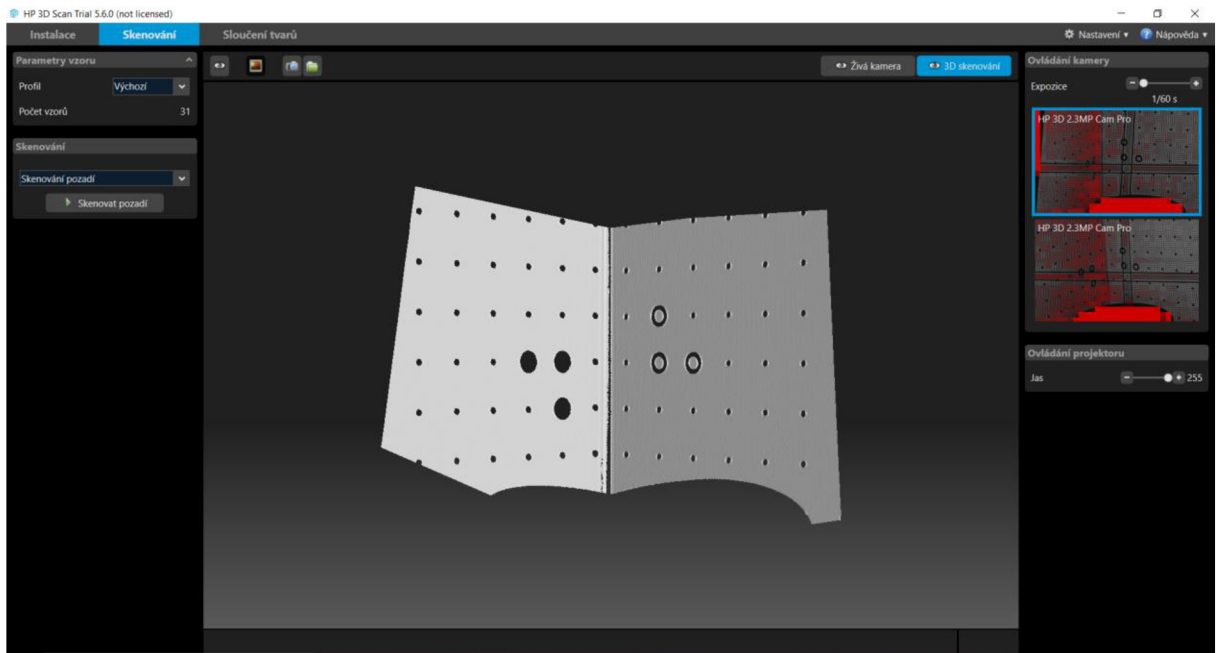 HP 3D Scan Trial 5.6.0 (not licensed)
Instalace
Skenování
Sloučení tvarů
Nastavení
Nápověda
Parametry vzoru
Profil
Výchozí
Počet vzorů
31
Skenování
Skenování pozadí
Skenovat pozadí
Živá kamera
3D skenování
Ovládání kamery
Expozice
1/60 s
HP 3D 2.3MP Cam Pro
HP 3D 2.3MP Cam Pro
Ovládání projektoru
Jas
255